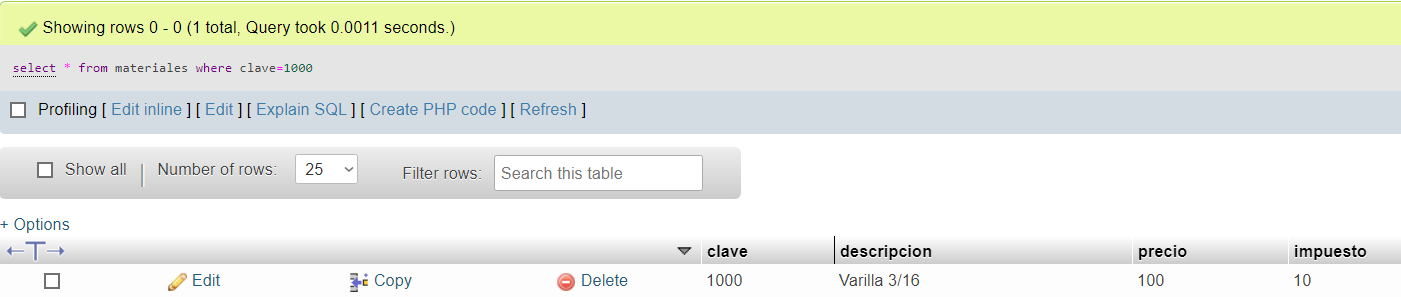 Showing rows 0 - 0 (1 total, Query took 0.0011 seconds.)
select * from materiales where clave=1000
Profiling [ Edit inline ] [ Edit ] [ Explain SQL ] [ Create PHP code ] [ Refresh ]
Show all | Number of rows: 25 Filter rows: Search this table
+ Options
←T→ clave descripcion precio impuesto
Edit Copy Delete 1000 Varilla 3/16 100 10